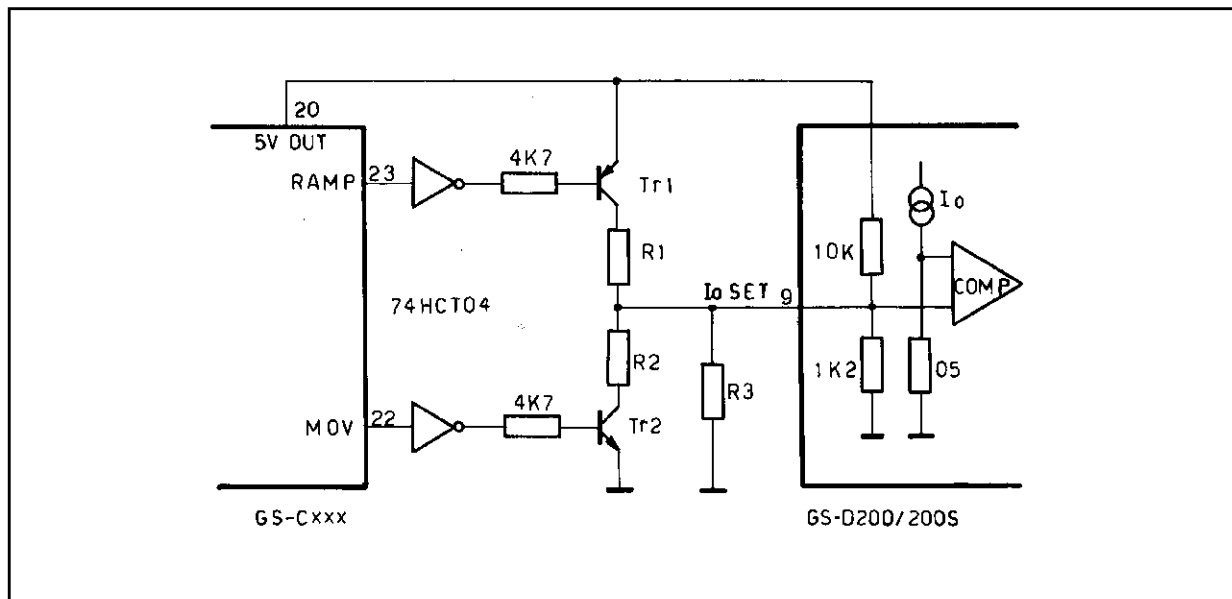 20
5V OUT
RAMP 23
4K7
Tr1
R1
Io
10K
COMP
74HCT04
Io SET 9
R2
R3
1K2
05
4K7
MOV 22
Tr2
GS-Cxxx
GS-D200/200S